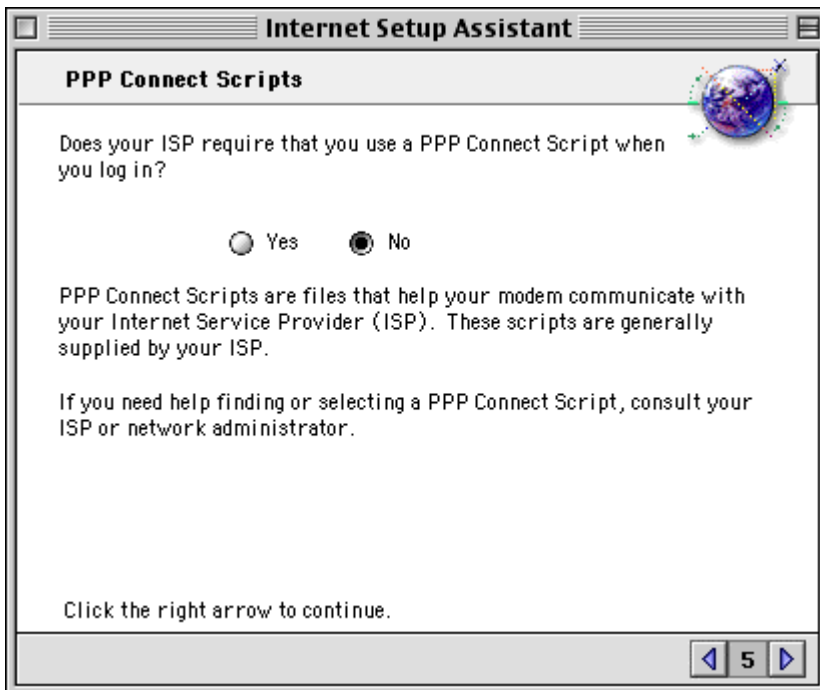 Internet Setup Assistant
PPP Connect Scripts
Does your ISP require that you use a PPP Connect Script when
you log in?
Yes No
PPP Connect Scripts are files that help your modem communicate with
your Internet Service Provider (ISP). These scripts are generally
supplied by your ISP.
If you need help finding or selecting a PPP Connect Script, consult your
ISP or network administrator.
Click the right arrow to continue.
5